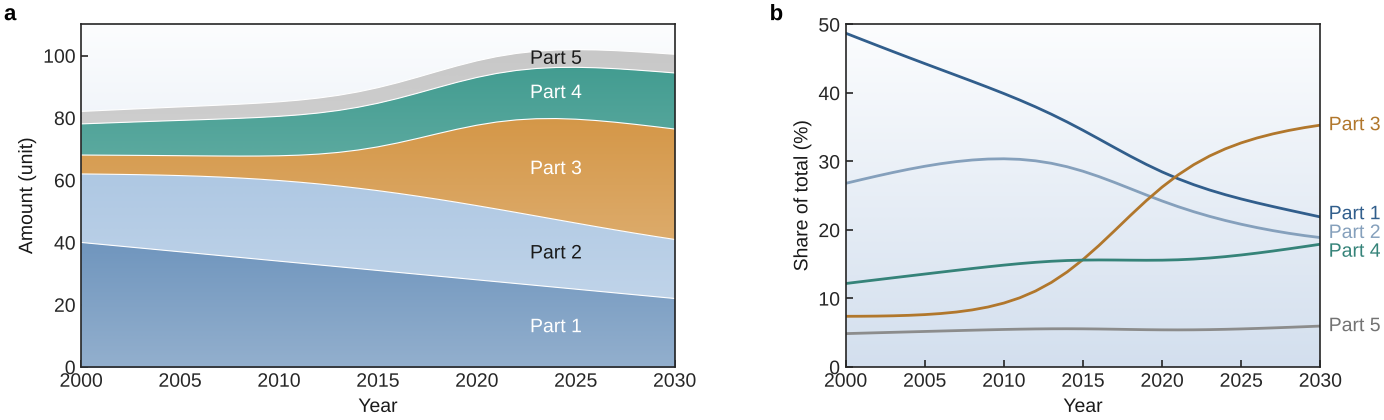 a
Amount (unit)
100
80
60
40
20
0
Part 5
Part 4
Part 3
Part 2
Part 1
2000 2005 2010 2015 2020 2025 2030
Year
b
Share of total (%)
50
40
30
20
10
0
Part 3
Part 1
Part 2
Part 4
Part 5
2000 2005 2010 2015 2020 2025 2030
Year